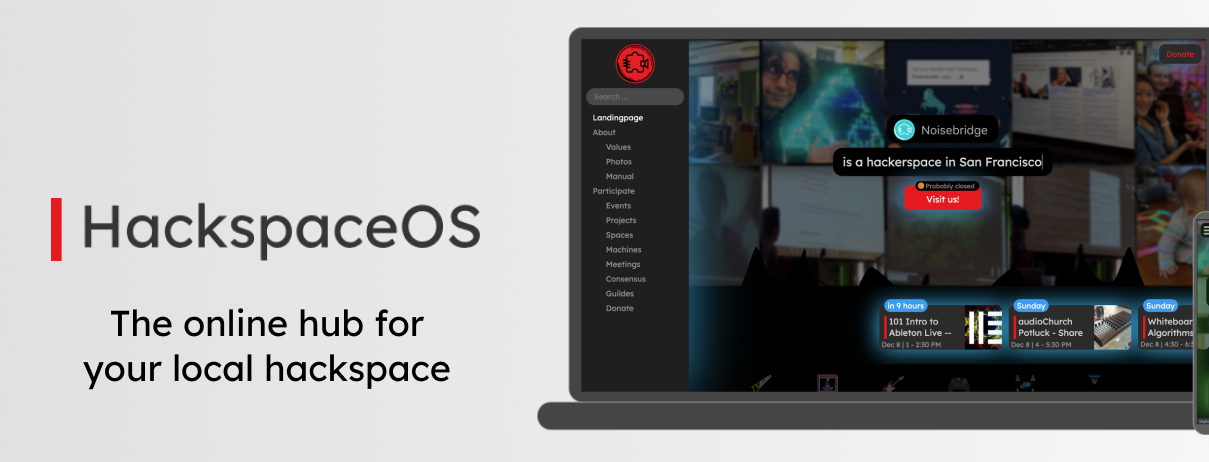 HackspaceOS
The online hub for
your local hackspace
Search ...
Landingpage
About
Values
Photos
Manual
Participate
Events
Projects
Spaces
Machines
Meetings
Consensus
Guildes
Donate
Donate
Noisebridge
is a hackerspace in San Francisco
Probably closed
Visit us!
in 9 hours
101 Intro to
Ableton Live --
Dec 8 | 1 - 2:30 PM
Sunday
audioChurch
Potluck - Share
Dec 8 | 4 - 5:30 PM
Sunday
Whiteboar
Algorithms
Dec 8 | 4:30 - 6:3